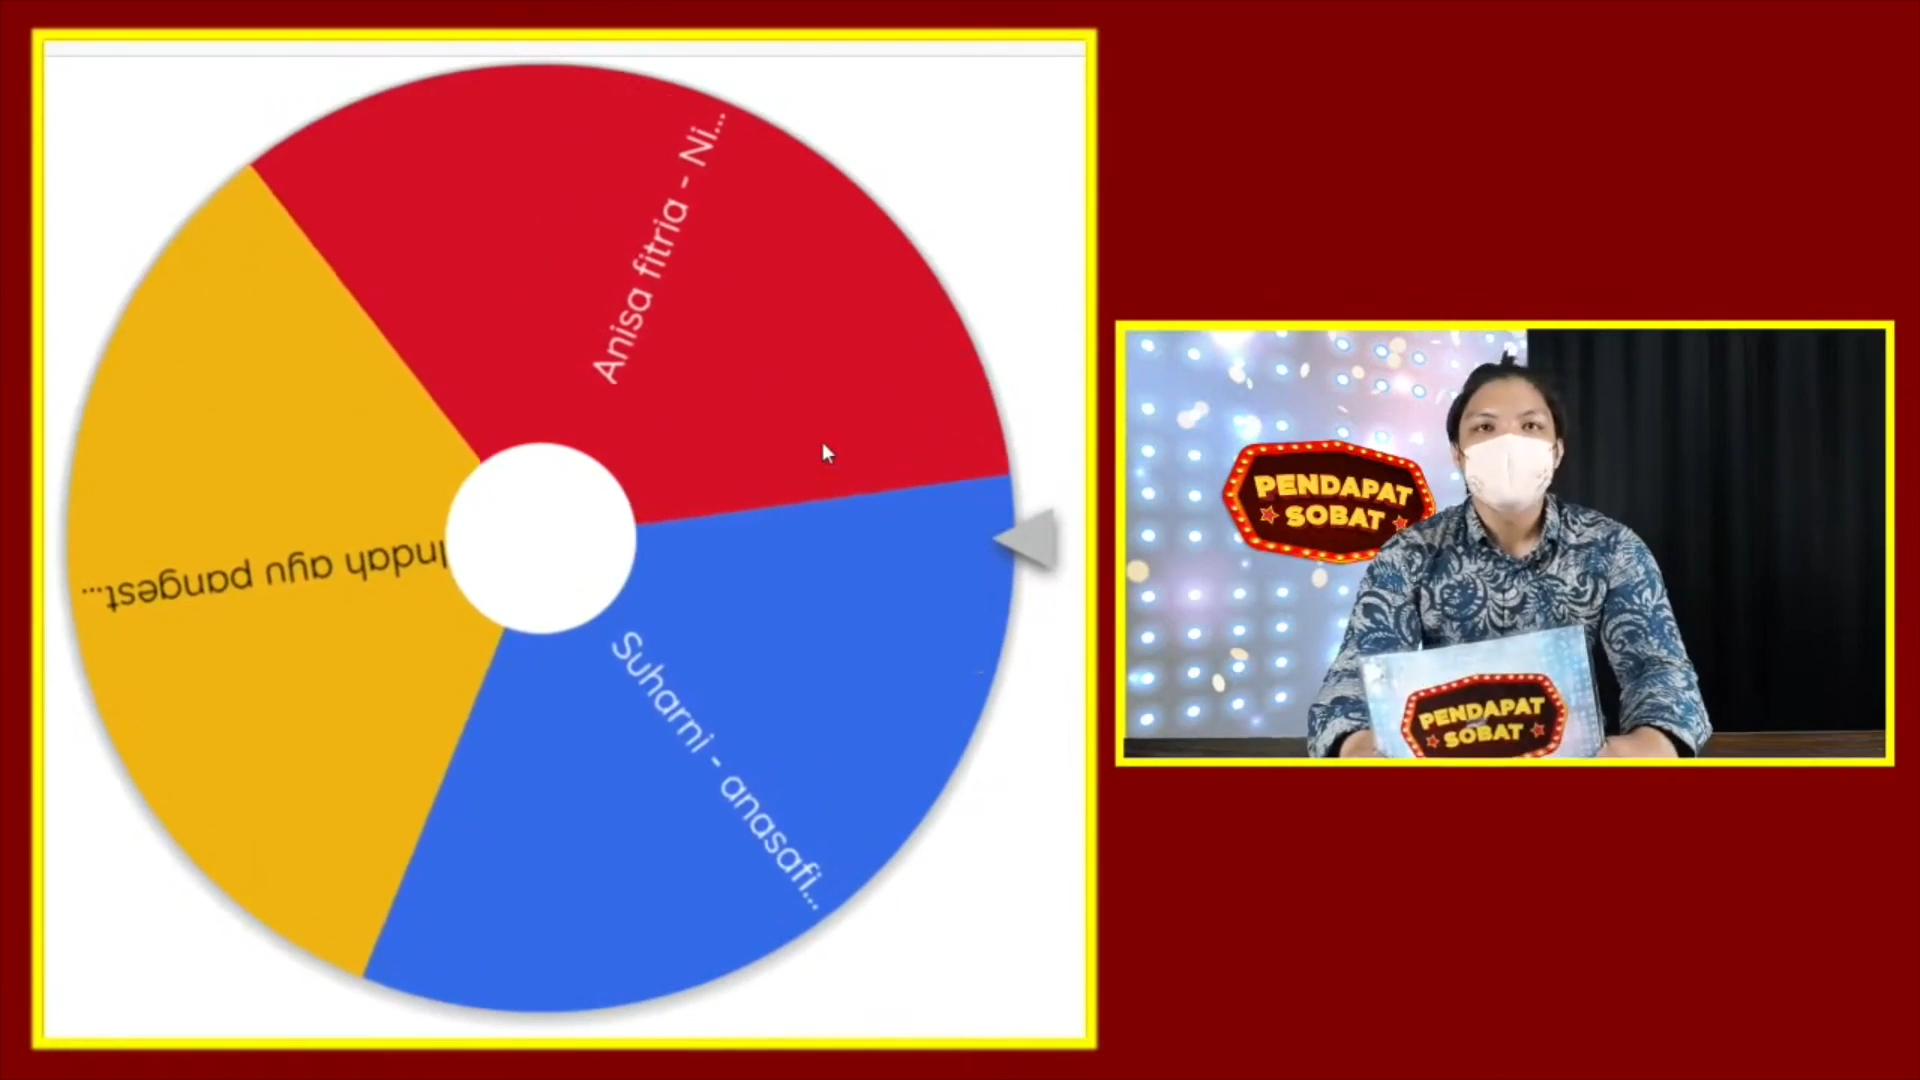 Anisa fitria - Ni...
Indah ayu pangest...
Suharni - anasafi...
PENDAPAT
SOBAT
PENDAPAT
SOBAT